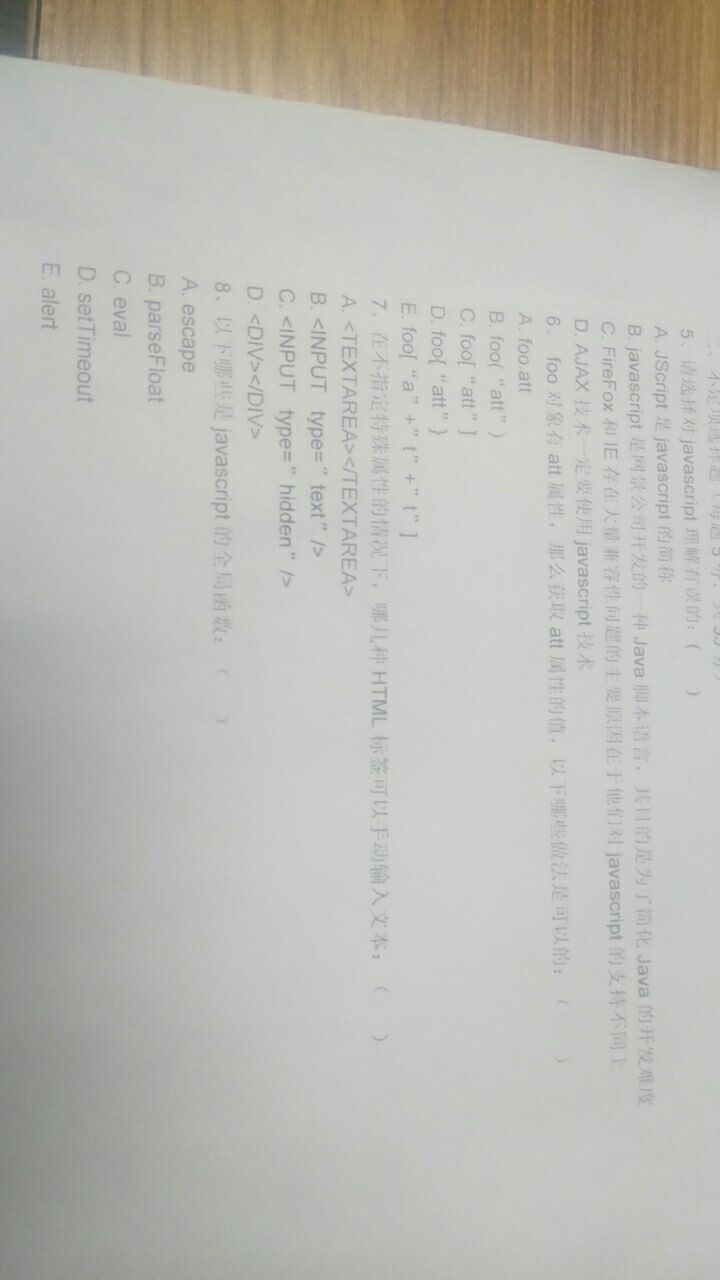 二、不定项选择题（每题 5 分，共
5、请选择对 javascript 理解有误的：（ ）
A. JScript 是 javascript 的简称
B. javascript 是网景公司开发的一种 Java 脚本语言，其目的是为了简化 Java 的开发难度
C. FireFox 和 IE 存在大量兼容性问题的主要原因在于他们对 javascript 的支持不同上
D. AJAX 技术一定要使用 javascript 技术
6、 foo 对象有 att 属性，那么获取 att 属性的值，以下哪些做法是可以的：（ ）
A. foo.att
B. foo(“att”)
C. foo[“att”]
D. foo{“att”}
E. foo[“a”+”t”+”t”]
7、在不指定特殊属性的情况下，哪几种 HTML 标签可以手动输入文本：（ ）
A. <TEXTAREA></TEXTAREA>
B. <INPUT type=”text”/>
C. <INPUT type=”hidden”/>
D. <DIV></DIV>
8、以下哪些是 javascript 的全局函数：（ ）
A. escape
B. parseFloat
C. eval
D. setTimeout
E. alert